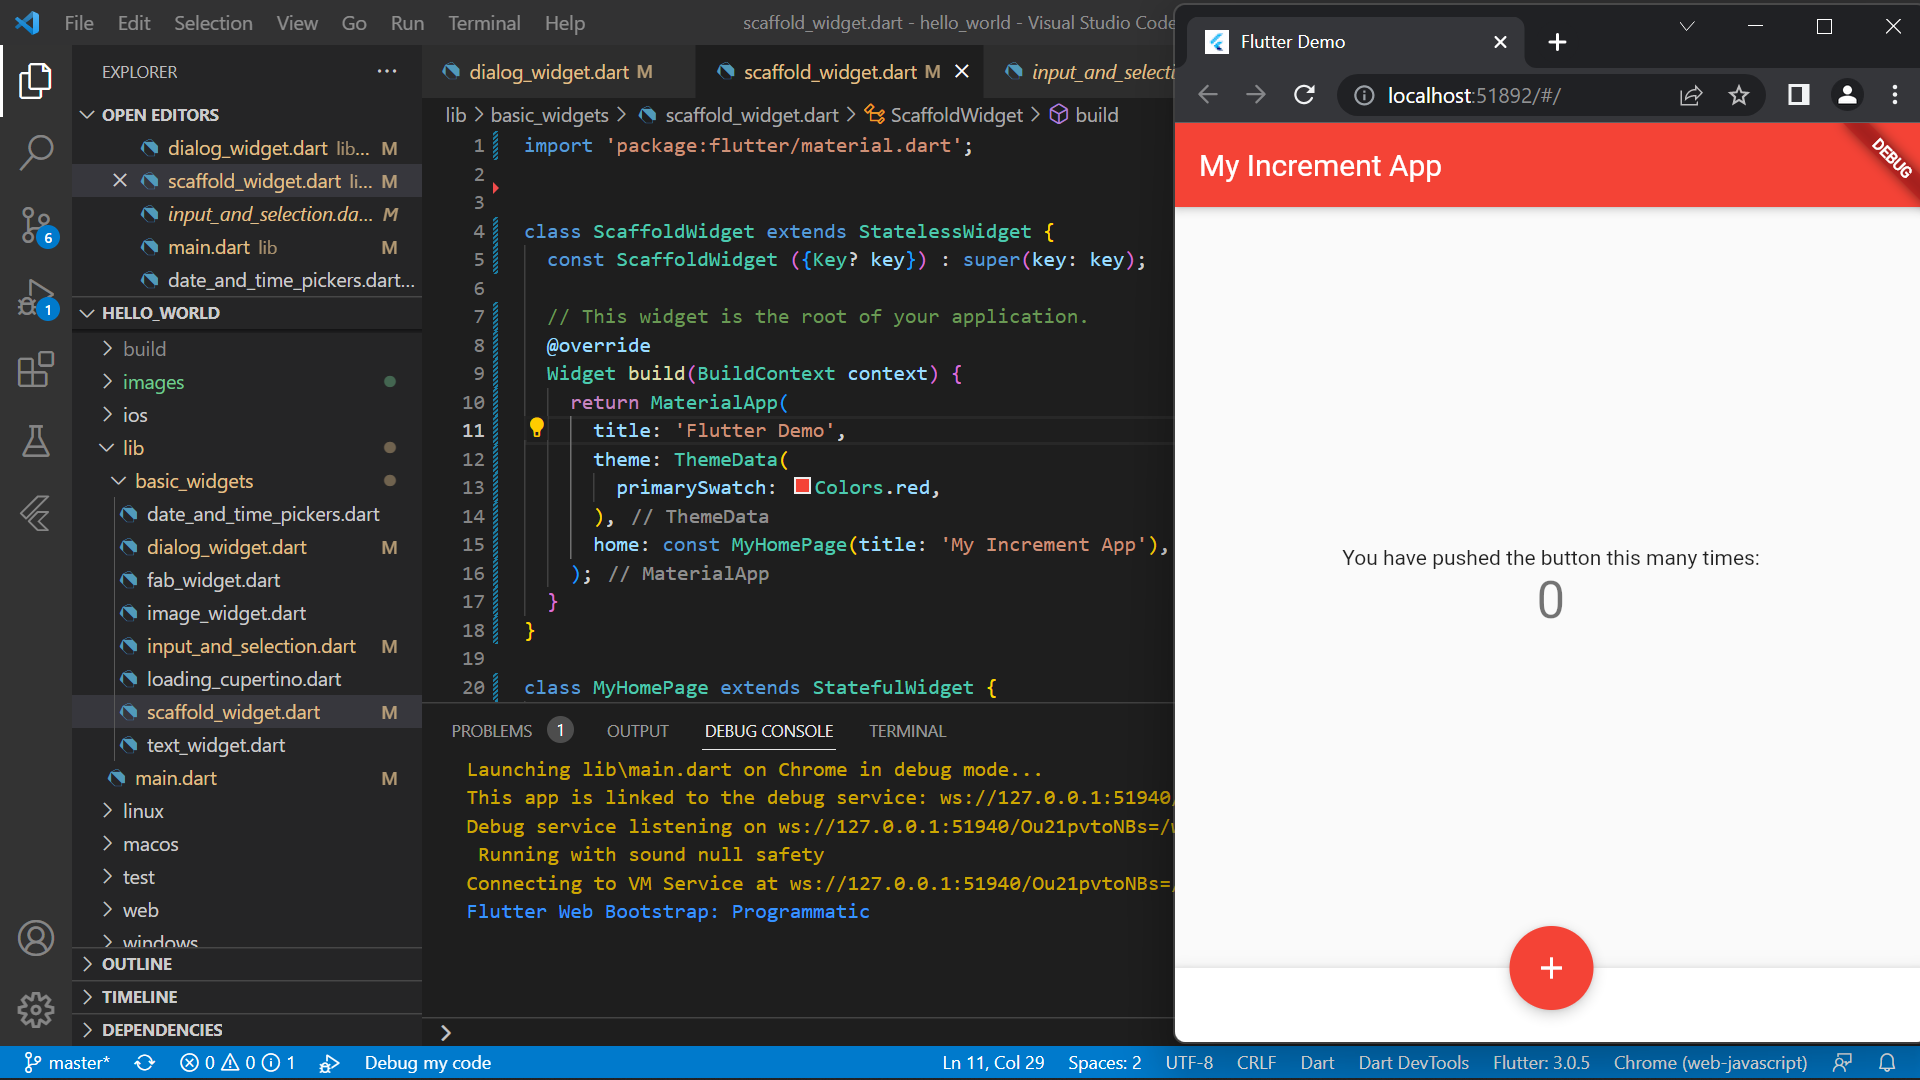 File Edit Selection View Go Run Terminal Help
scaffold_widget.dart - hello_world - Visual Studio Code
EXPLORER
OPEN EDITORS
dialog_widget.dart lib... M
scaffold_widget.dart li... M
input_and_selection.da... M
main.dart lib M
date_and_time_pickers.dart...
HELLO_WORLD
build
images
ios
lib
basic_widgets
date_and_time_pickers.dart
dialog_widget.dart M
fab_widget.dart
image_widget.dart
input_and_selection.dart M
loading_cupertino.dart
scaffold_widget.dart M
text_widget.dart
main.dart M
linux
macos
test
web
windows
OUTLINE
TIMELINE
DEPENDENCIES
6
1
dialog_widget.dart M
scaffold_widget.dart M
input_and_selecti
lib > basic_widgets > scaffold_widget.dart > ScaffoldWidget > build
1 import 'package:flutter/material.dart';
2
3
4 class ScaffoldWidget extends StatelessWidget {
5 const ScaffoldWidget ({Key? key}) : super(key: key);
6
7 // This widget is the root of your application.
8 @override
9 Widget build(BuildContext context) {
10 return MaterialApp(
11 title: 'Flutter Demo',
12 theme: ThemeData(
13 primarySwatch: Colors.red,
14 ), // ThemeData
15 home: const MyHomePage(title: 'My Increment App'),
16 ); // MaterialApp
17 }
18 }
19
20 class MyHomePage extends StatefulWidget {
PROBLEMS 1 OUTPUT DEBUG CONSOLE TERMINAL
Launching lib\main.dart on Chrome in debug mode...
This app is linked to the debug service: ws://127.0.0.1:51940/
Debug service listening on ws://127.0.0.1:51940/Ou21pvtoNBs=/w
Running with sound null safety
Connecting to VM Service at ws://127.0.0.1:51940/Ou21pvtoNBs=/
Flutter Web Bootstrap: Programmatic
Flutter Demo
localhost:51892/#/
My Increment App
DEBUG
You have pushed the button this many times:
0
master* 0 0 1 Debug my code
Ln 11, Col 29 Spaces: 2 UTF-8 CRLF Dart Dart DevTools Flutter: 3.0.5 Chrome (web-javascript)